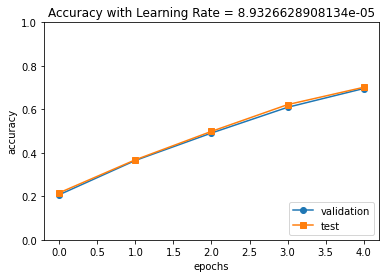 Accuracy with Learning Rate = 8.9326628908134e-05
1.0
0.8
0.6
0.4
0.2
0.0
accuracy
validation
test
0.0 0.5 1.0 1.5 2.0 2.5 3.0 3.5 4.0
epochs